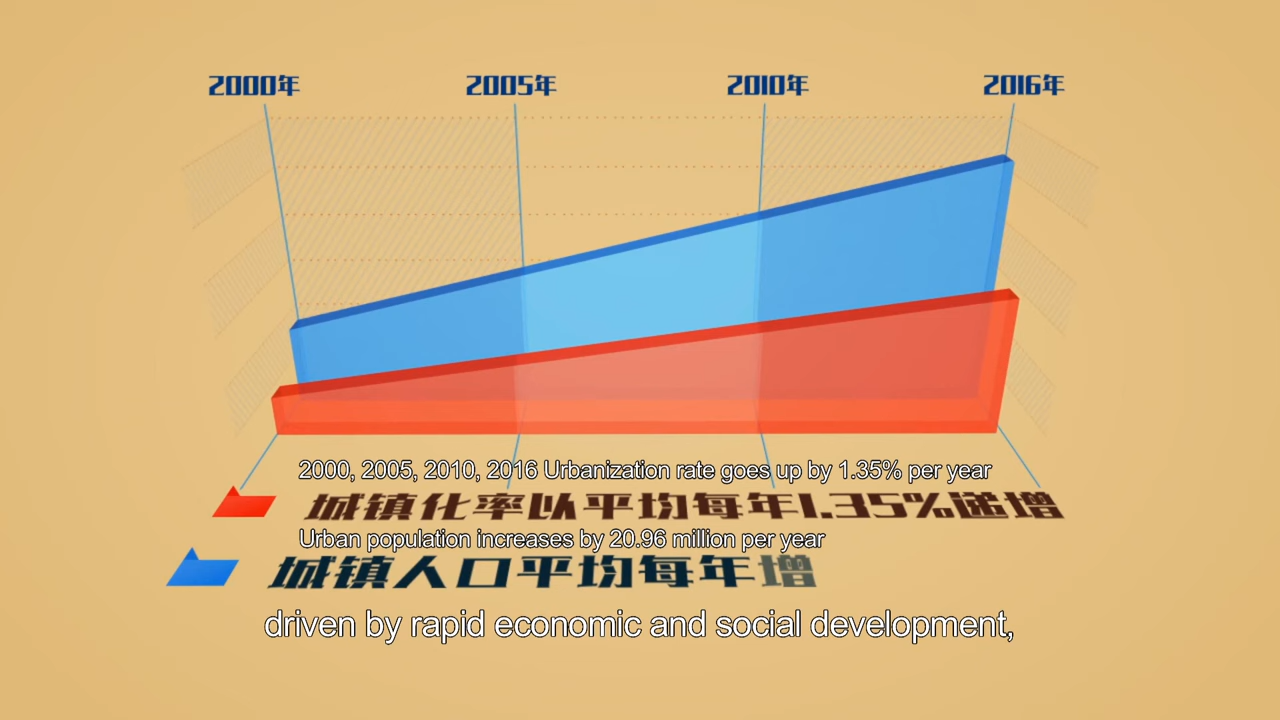 2000年 2005年 2010年 2016年
2000, 2005, 2010, 2016 Urbanization rate goes up by 1.35% per year
城镇化率以平均每年1.35%递增
Urban population increases by 20.96 million per year
城镇人口平均每年增
driven by rapid economic and social development,